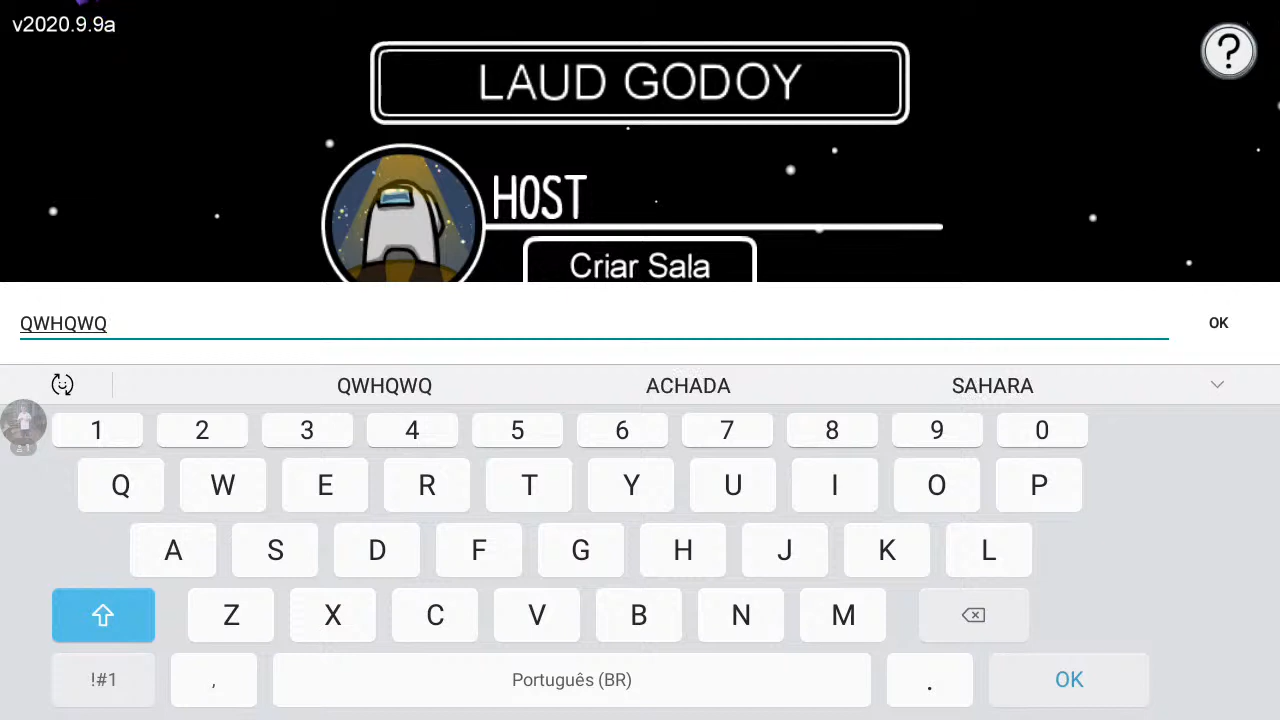 v2020.9.9a
?
LAUD GODOY
HOST
Criar Sala
QWHQWQ OK
QWHQWQ ACHADA SAHARA
1 2 3 4 5 6 7 8 9 0
Q W E R T Y U I O P
A S D F G H J K L
Z X C V B N M
!#1 , Português (BR) . OK